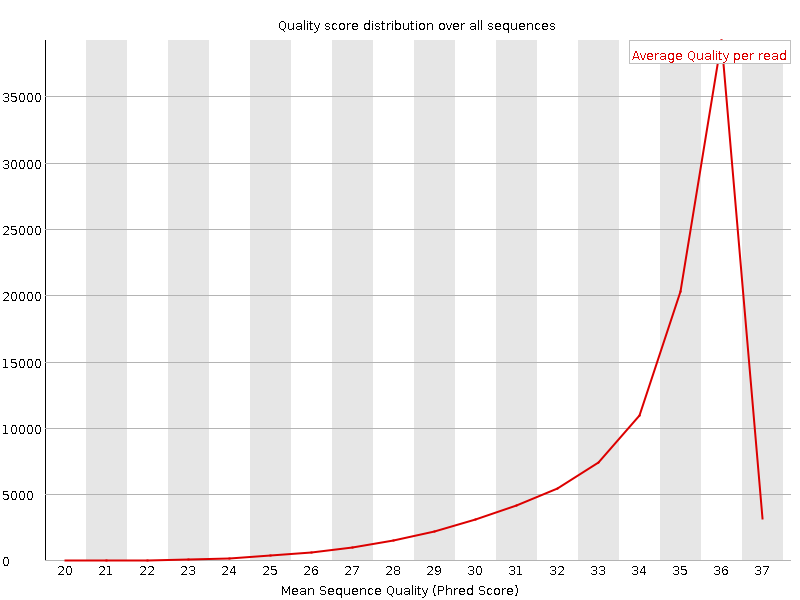 Quality score distribution over all sequences
Average Quality per read
35000
30000
25000
20000
15000
10000
5000
0
20 21 22 23 24 25 26 27 28 29 30 31 32 33 34 35 36 37
Mean Sequence Quality (Phred Score)